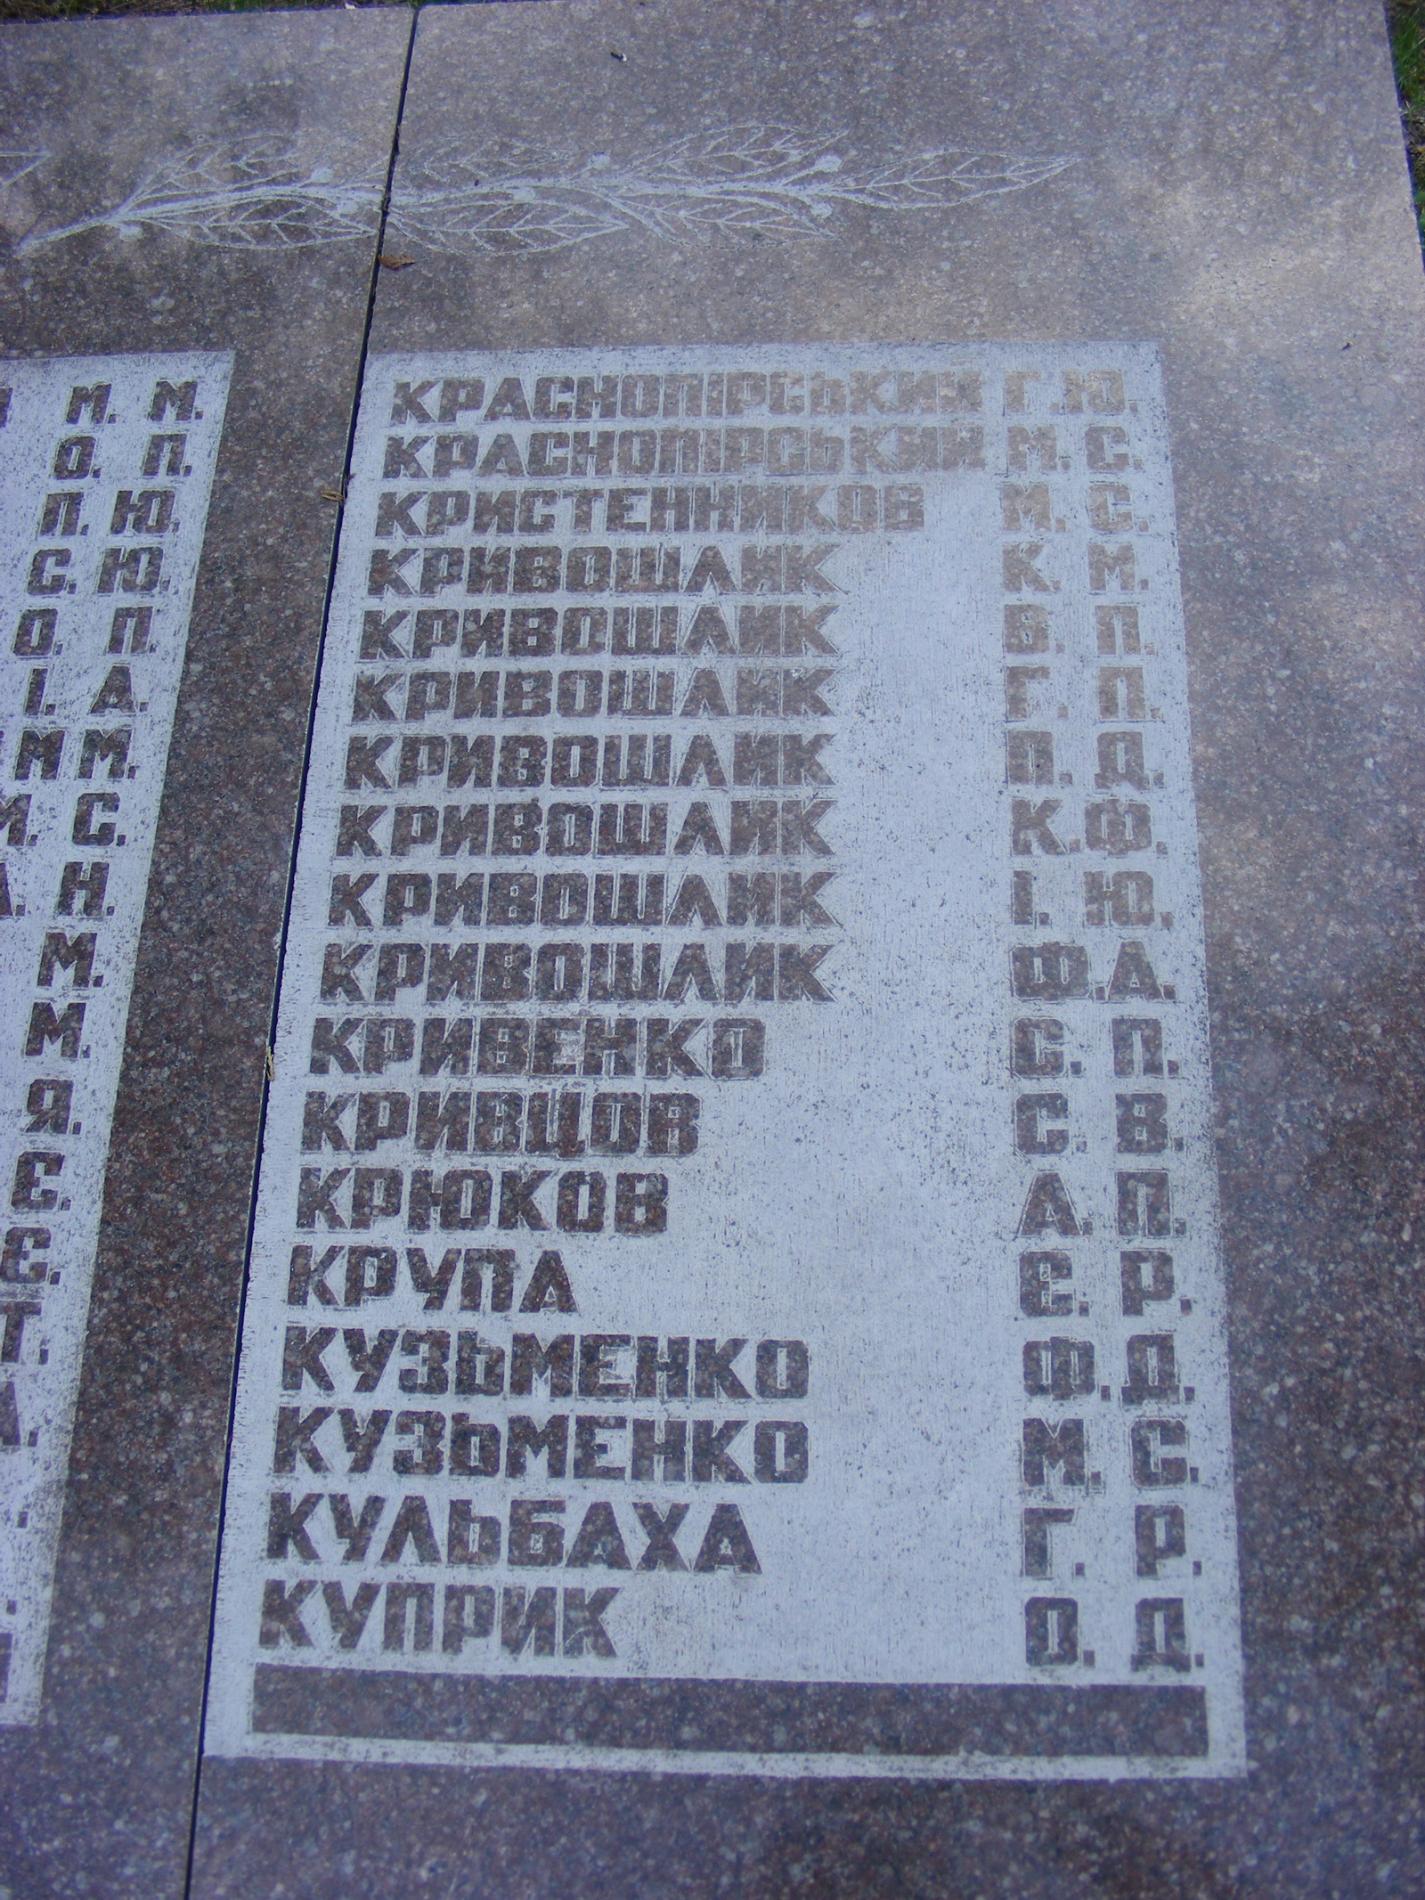 КРАСНОПІРСЬКИЙ Г.Ю.
КРАСНОПІРСЬКИЙ М.С.
КРИСТЕННИКОВ М.С.
КРИВОШЛИК К.М.
КРИВОШЛИК В.П.
КРИВОШЛИК Г.П.
КРИВОШЛИК П.Д.
КРИВОШЛИК К.Ф.
КРИВОШЛИК І.Ю.
КРИВОШЛИК Ф.А.
КРИВЕНКО С.П.
КРИВЦОВ С.В.
КРЮКОВ А.П.
КРУПА Є.Р.
КУЗЬМЕНКО Ф.Д.
КУЗЬМЕНКО М.С.
КУЛЬБАХА Г.Р.
КУПРИК О.Д.
М. М.
О. П.
П. Ю.
С. Ю.
О. П.
І. А.
М.
С.
Н.
М.
М.
Я.
Є.
Є.
Т.